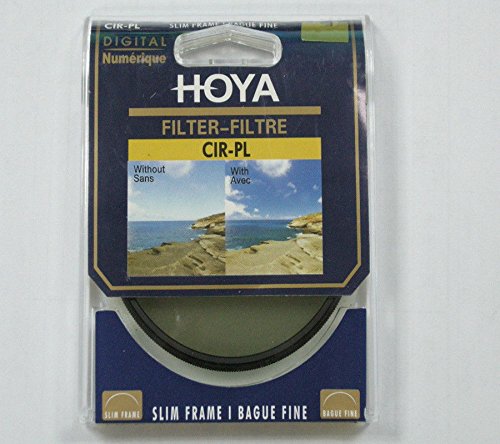 CIR-PL SLIM FRAME | BAGUE FINE
DIGITAL
Numérique
HOYA
FILTER-FILTRE
CIR-PL
Without
Sans
With
Avec
SLIM FRAME
SLIM FRAME | BAGUE FINE
BAGUE FINE